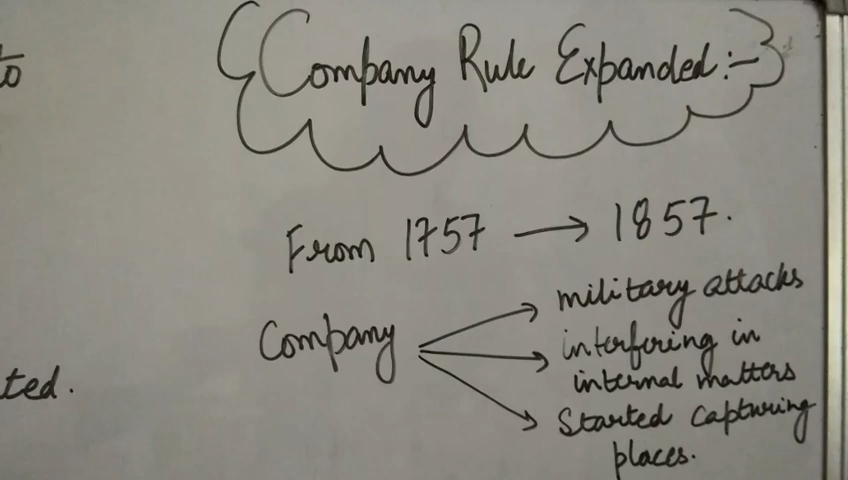 to
Company Rule Expanded :-
From 1757 → 1857.
military attacks
Company
interfering in
internal matters
ted.
Started capturing
places.